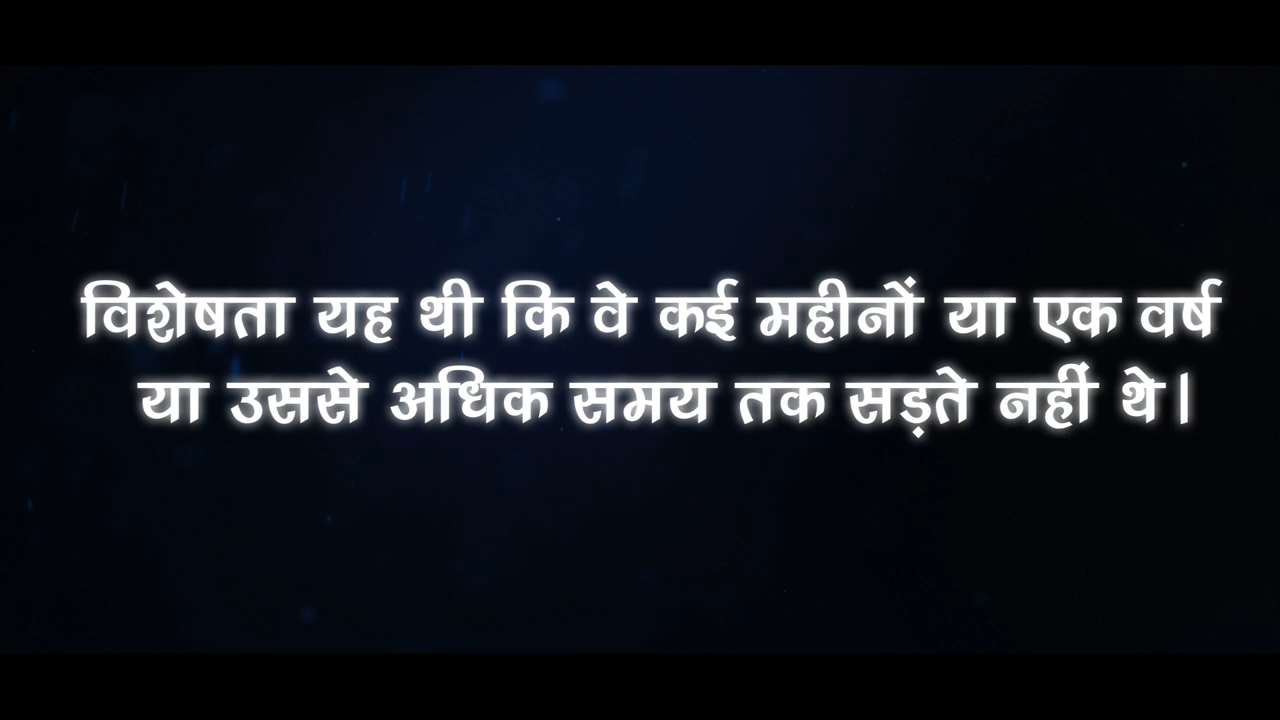 विशेषता यह थी कि वे कई महीनों या एक वर्ष
या उससे अधिक समय तक सड़ते नहीं थे।